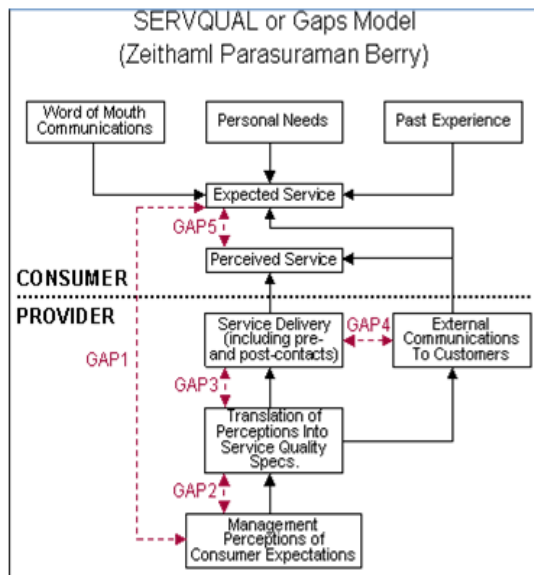 SERVQUAL or Gaps Model
(Zeithaml Parasuraman Berry)
Word of Mouth
Communications
Personal Needs
Past Experience
Expected Service
GAP5
Perceived Service
CONSUMER
PROVIDER
GAP1
Service Delivery
(including pre-
and post-contacts)
GAP4
External
Communications
To Customers
GAP3
Translation of
Perceptions Into
Service Quality
Specs.
GAP2
Management
Perceptions of
Consumer Expectations